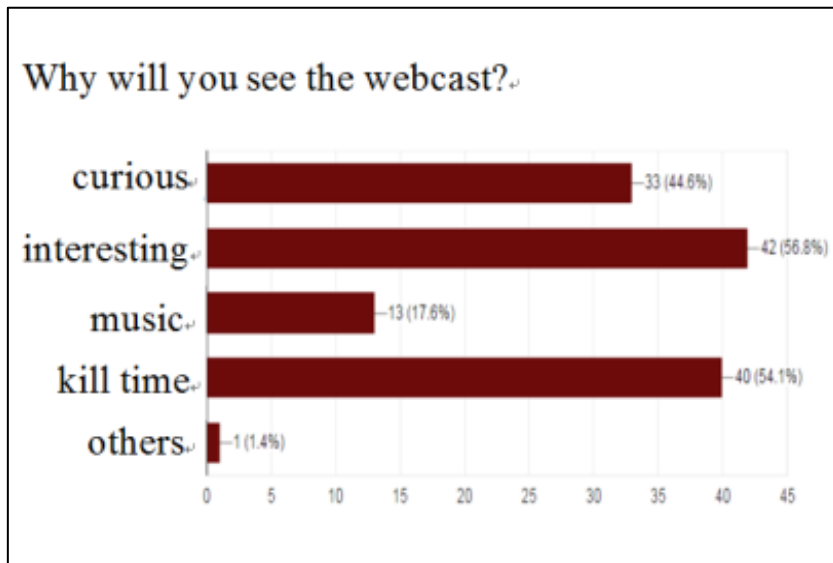 Why will you see the webcast?
curious
33 (44.6%)
interesting
42 (56.8%)
music
13 (17.6%)
kill time
40 (54.1%)
others
1 (1.4%)
0 5 10 15 20 25 30 35 40 45